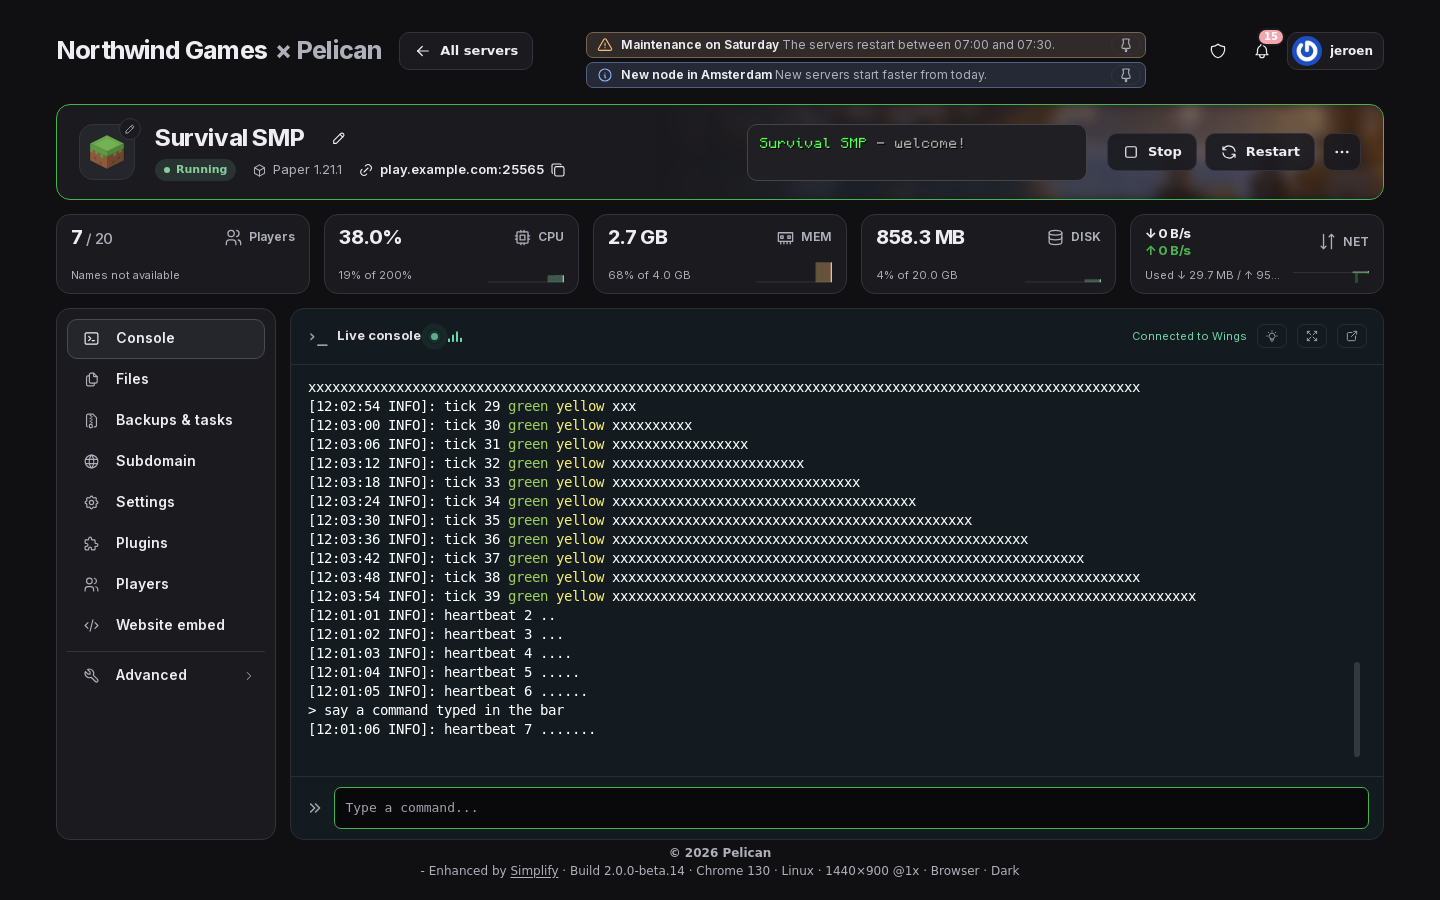 Northwind Games × Pelican
All servers
Maintenance on Saturday The servers restart between 07:00 and 07:30.
New node in Amsterdam New servers start faster from today.
15
jeroen
Survival SMP
Running
Paper 1.21.1
play.example.com:25565
Survival SMP - welcome!
Stop
Restart
7 / 20
Players
Names not available
38.0%
CPU
19% of 200%
2.7 GB
MEM
68% of 4.0 GB
858.3 MB
DISK
4% of 20.0 GB
↓ 0 B/s
↑ 0 B/s
NET
Used ↓ 29.7 MB / ↑ 95...
Console
Files
Backups & tasks
Subdomain
Settings
Plugins
Players
Website embed
Advanced
Live console
Connected to Wings
xxxxxxxxxxxxxxxxxxxxxxxxxxxxxxxxxxxxxxxxxxxxxxxxxxxxxxxxxxxxxxxxxxxxxxxxxxxxxxxxxxxxxxxxxxxxxxxxxxxxxxxx
[12:02:54 INFO]: tick 29 green yellow xxx
[12:03:00 INFO]: tick 30 green yellow xxxxxxxxxx
[12:03:06 INFO]: tick 31 green yellow xxxxxxxxxxxxxxxxx
[12:03:12 INFO]: tick 32 green yellow xxxxxxxxxxxxxxxxxxxxxxxx
[12:03:18 INFO]: tick 33 green yellow xxxxxxxxxxxxxxxxxxxxxxxxxxxxxxx
[12:03:24 INFO]: tick 34 green yellow xxxxxxxxxxxxxxxxxxxxxxxxxxxxxxxxxxxxxx
[12:03:30 INFO]: tick 35 green yellow xxxxxxxxxxxxxxxxxxxxxxxxxxxxxxxxxxxxxxxxxxxxx
[12:03:36 INFO]: tick 36 green yellow xxxxxxxxxxxxxxxxxxxxxxxxxxxxxxxxxxxxxxxxxxxxxxxxxxxx
[12:03:42 INFO]: tick 37 green yellow xxxxxxxxxxxxxxxxxxxxxxxxxxxxxxxxxxxxxxxxxxxxxxxxxxxxxxxxxxx
[12:03:48 INFO]: tick 38 green yellow xxxxxxxxxxxxxxxxxxxxxxxxxxxxxxxxxxxxxxxxxxxxxxxxxxxxxxxxxxxxxxxxxx
[12:03:54 INFO]: tick 39 green yellow xxxxxxxxxxxxxxxxxxxxxxxxxxxxxxxxxxxxxxxxxxxxxxxxxxxxxxxxxxxxxxxxxxxxxxxxx
[12:01:01 INFO]: heartbeat 2 ..
[12:01:02 INFO]: heartbeat 3 ...
[12:01:03 INFO]: heartbeat 4 ....
[12:01:04 INFO]: heartbeat 5 .....
[12:01:05 INFO]: heartbeat 6 ......
> say a command typed in the bar
[12:01:06 INFO]: heartbeat 7 .......
Type a command...
© 2026 Pelican
- Enhanced by Simplify · Build 2.0.0-beta.14 · Chrome 130 · Linux · 1440×900 @1x · Browser · Dark